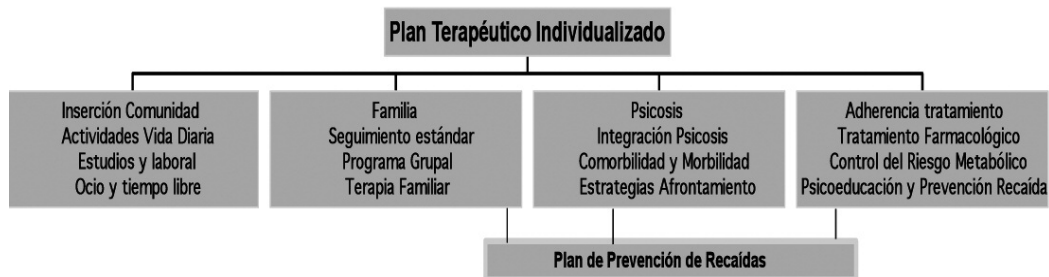 Plan Terapéutico Individualizado
Inserción Comunidad
Actividades Vida Diaria
Estudios y laboral
Ocio y tiempo libre
Familia
Seguimiento estándar
Programa Grupal
Terapia Familiar
Psicosis
Integración Psicosis
Comorbilidad y Morbilidad
Estrategias Afrontamiento
Adherencia tratamiento
Tratamiento Farmacológico
Control del Riesgo Metabólico
Psicoeducación y Prevención Recaída
Plan de Prevención de Recaídas